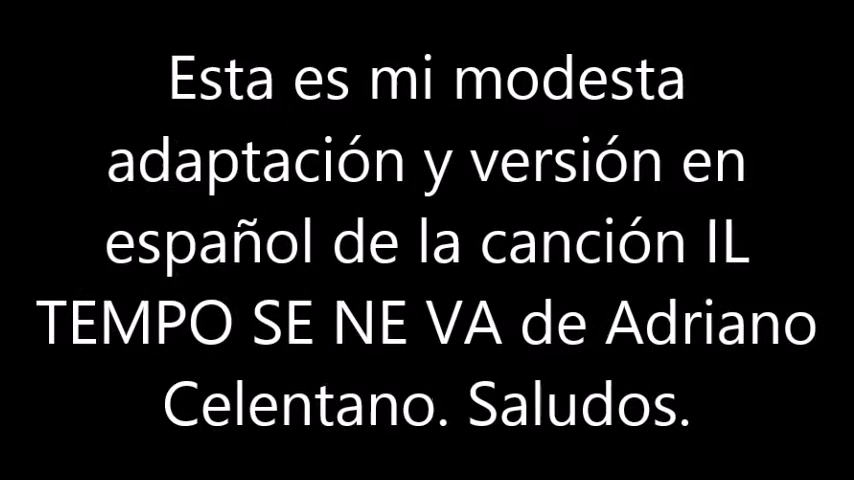 Esta es mi modesta
adaptación y versión en
español de la canción IL
TEMPO SE NE VA de Adriano
Celentano. Saludos.